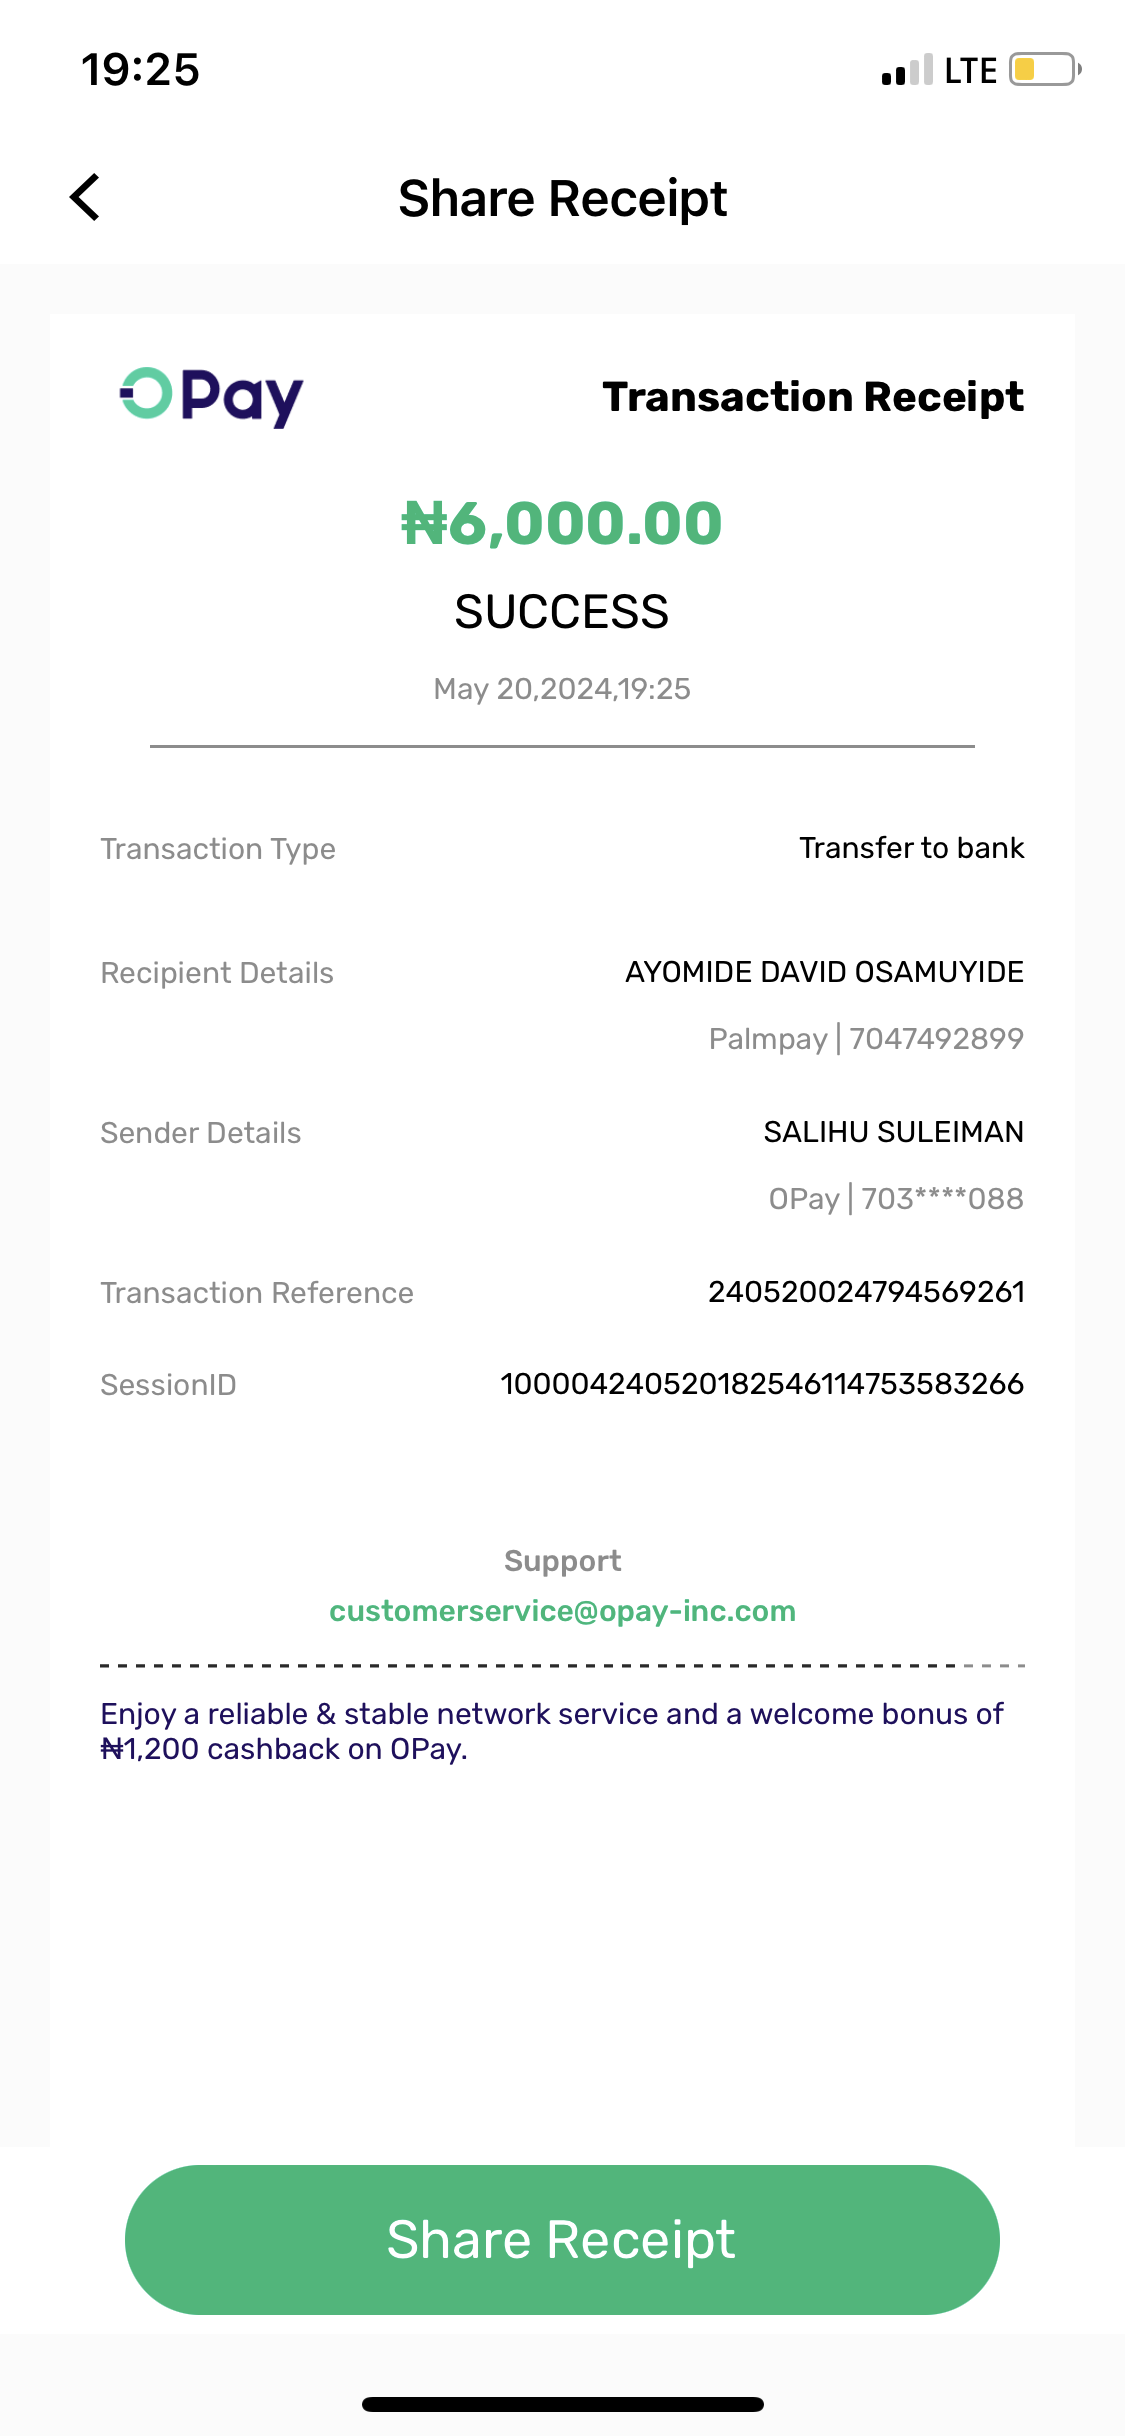 19:25
LTE
Share Receipt
OPay
Transaction Receipt
₦6,000.00
SUCCESS
May 20,2024,19:25
Transaction Type
Transfer to bank
Recipient Details
AYOMIDE DAVID OSAMUYIDE
Palmpay | 7047492899
Sender Details
SALIHU SULEIMAN
OPay | 703****088
Transaction Reference
240520024794569261
SessionID
100004240520182546114753583266
Support
customerservice@opay-inc.com
Enjoy a reliable & stable network service and a welcome bonus of
₦1,200 cashback on OPay.
Share Receipt